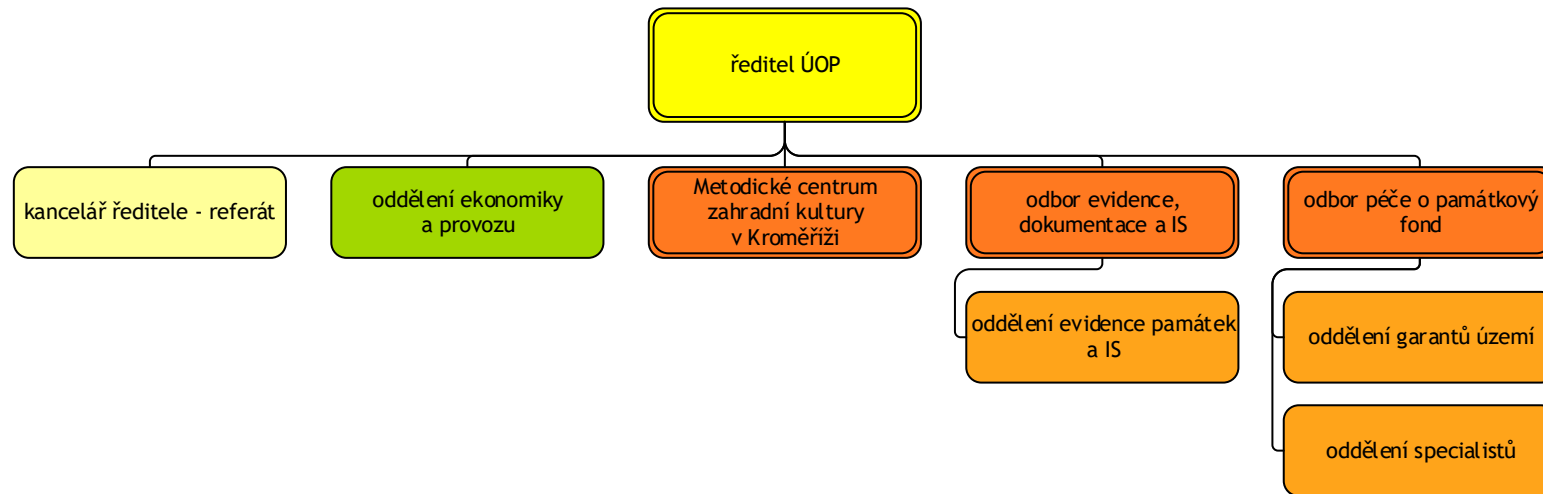 ředitel ÚOP
kancelář ředitele - referát
oddělení ekonomiky
a provozu
Metodické centrum
zahradní kultury
v Kroměříži
odbor evidence,
dokumentace a IS
odbor péče o památkový
fond
oddělení evidence památek
a IS
oddělení garantů území
oddělení specialistů